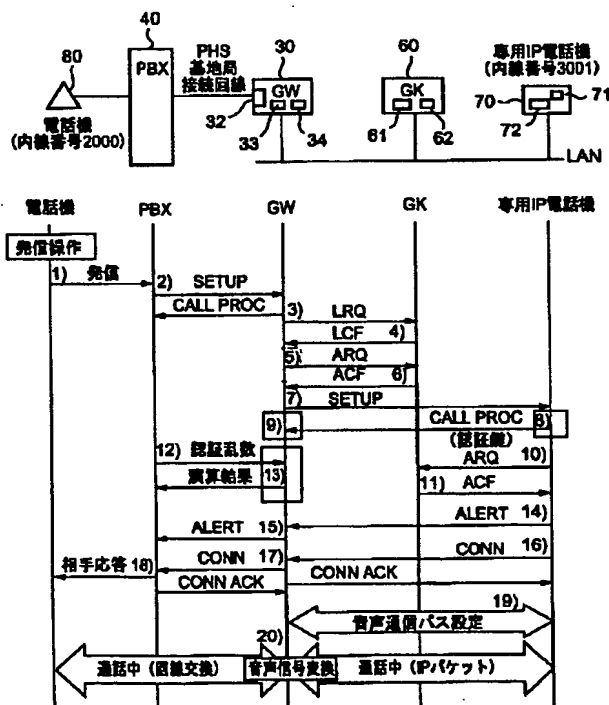 40
80
PBX
PHS
基地局
接続回線
30
GW
32
33
34
60
GK
61
62
専用IP電話機
(内線番号3001)
70
71
72
電話機
(内線番号2000)
LAN
電話機
PBX
GW
GK
専用IP電話機
発信操作
1) 発信
2) SETUP
CALL PROC
3) LRQ
LCF 4)
5) ARQ
ACF 6)
7) SETUP
CALL PROC 8)
(認証鍵)
9)
ARQ 10)
11) ACF
12) 認証乱数
演算結果 13)
ALERT 14)
ALERT 15)
CONN 16)
CONN 17)
相手応答 18)
CONN ACK
CONN ACK
19)
音声通信パス設定
20)
通話中(回線交換)
音声信号変換
通話中(IPパケット)